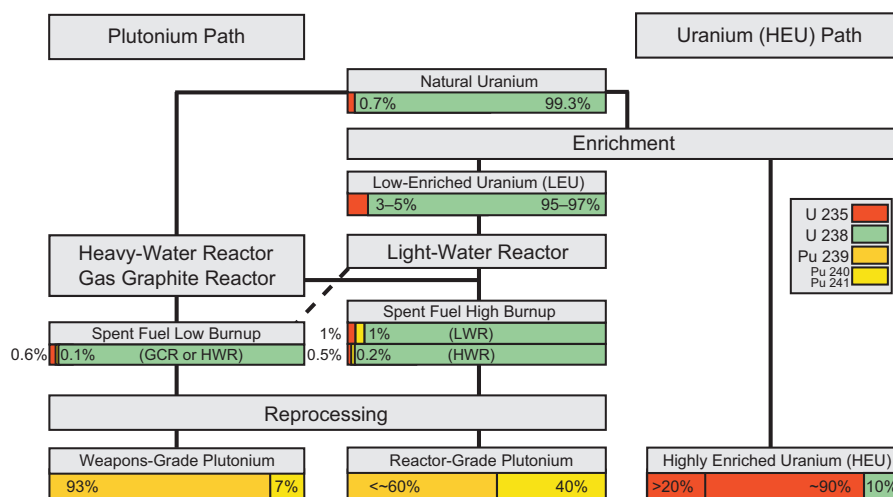 Plutonium Path
Uranium (HEU) Path
Natural Uranium
0.7% 99.3%
Enrichment
Low-Enriched Uranium (LEU)
3–5% 95–97%
U 235
U 238
Pu 239
Pu 240
Pu 241
Heavy-Water Reactor
Gas Graphite Reactor
Light-Water Reactor
Spent Fuel Low Burnup
0.6% 0.1% (GCR or HWR)
Spent Fuel High Burnup
1% 1% (LWR)
0.5% 0.2% (HWR)
Reprocessing
Weapons-Grade Plutonium
93% 7%
Reactor-Grade Plutonium
<~60% 40%
Highly Enriched Uranium (HEU)
>20% ~90% 10%